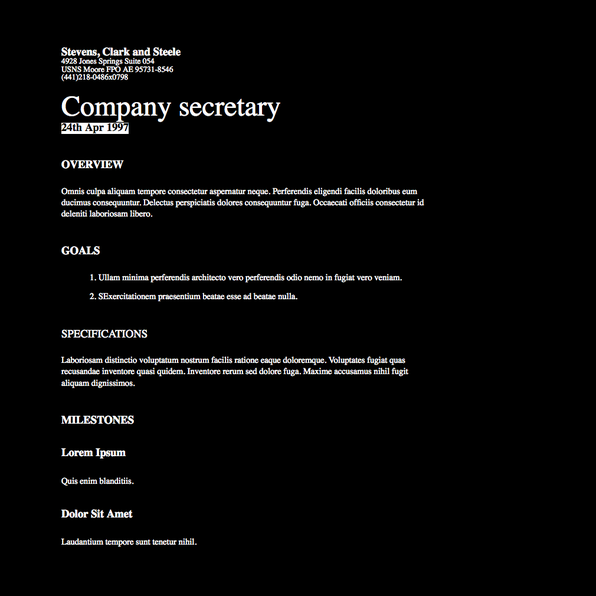 Stevens, Clark and Steele
4928 Jones Springs Suite 054
USNS Moore FPO AE 95731-8546
(441)218-0486x0798
Company secretary
24th Apr 1997
OVERVIEW
Omnis culpa aliquam tempore consectetur aspernatur neque. Perferendis eligendi facilis doloribus eum
ducimus consequuntur. Delectus perspiciatis dolores consequuntur fuga. Occaecati officiis consectetur id
deleniti laboriosam libero.
GOALS
1. Ullam minima perferendis architecto vero perferendis odio nemo in fugiat vero veniam.
2. SExercitationem praesentium beatae esse ad beatae nulla.
SPECIFICATIONS
Laboriosam distinctio voluptatum nostrum facilis ratione eaque doloremque. Voluptates fugiat quas
recusandae inventore quasi quidem. Inventore rerum sed dolore fuga. Maxime accusamus nihil fugit
aliquam dignissimos.
MILESTONES
Lorem Ipsum
Quis enim blanditiis.
Dolor Sit Amet
Laudantium tempore sunt tenetur nihil.